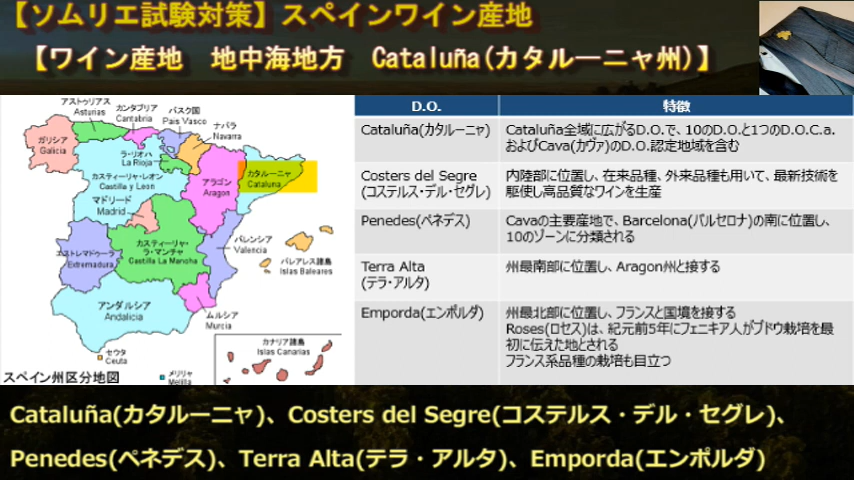 【ソムリエ試験対策】スペインワイン産地
【ワイン産地　地中海地方　Cataluña(カタルーニャ州)】
アストゥリアス
Asturias
カンタブリア
Cantabria
バスク国
Pais Vasco
ナバラ
Navarra
ガリシア
Galicia
ラ・リオハ
La Rioja
カスティーリャ・レオン
Castilla y Leon
アラゴン
Aragon
カタルーニャ
Cataluna
マドリード
Madrid
エストレマドゥーラ
Extremadura
カスティーリャ・
ラ・マンチャ
Castilla La Mancha
バレンシア
Valencia
バレアレス諸島
Islas Baleares
アンダルシア
Andalicia
ムルシア
Murcia
セウタ
Ceuta
メリリャ
Melilla
カナリア諸島
Islas Canarias
スペイン州区分地図
D.O. 特徴
Cataluña(カタルーニャ) Cataluña全域に広がるD.O.で、10のD.O.と1つのD.O.C.a.
およびCava(カヴァ)のD.O.認定地域を含む
Costers del Segre 内陸部に位置し、在来品種、外来品種も用いて、最新技術を
(コステルス・デル・セグレ) 駆使し高品質なワインを生産
Penedes(ペネデス) Cavaの主要産地で、Barcelona(バルセロナ)の南に位置し、
10のゾーンに分類される
Terra Alta 州最南部に位置し、Aragon州と接する
(テラ・アルタ)
Emporda(エンポルダ) 州最北部に位置し、フランスと国境を接する
Roses(ロセス)は、紀元前5年にフェニキア人がブドウ栽培を最
初に伝えた地とされる
フランス系品種の栽培も目立つ
Cataluña(カタルーニャ)、Costers del Segre(コステルス・デル・セグレ)、
Penedes(ペネデス)、Terra Alta(テラ・アルタ)、Emporda(エンポルダ)